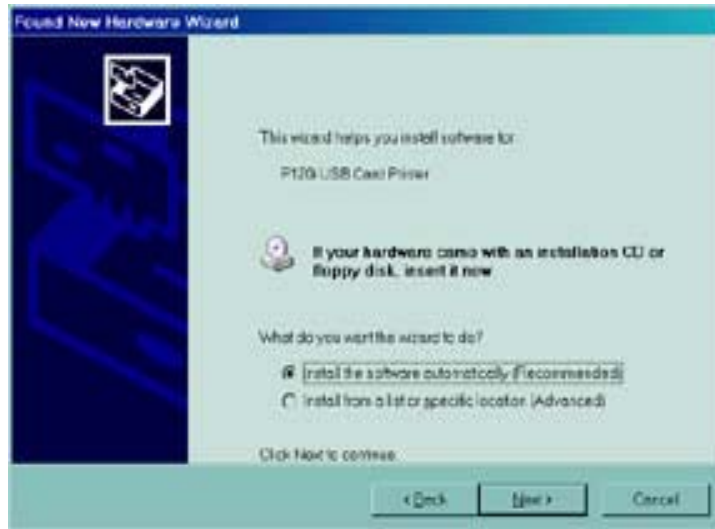 Found New Hardware Wizard
This wizard helps you install software for:
P120i USB Card Printer
If your hardware came with an installation CD or
floppy disk, insert it now
What do you want the wizard to do?
Install the software automatically (Recommended)
Install from a list or specific location (Advanced)
Click Next to continue.
< Back
Next >
Cancel